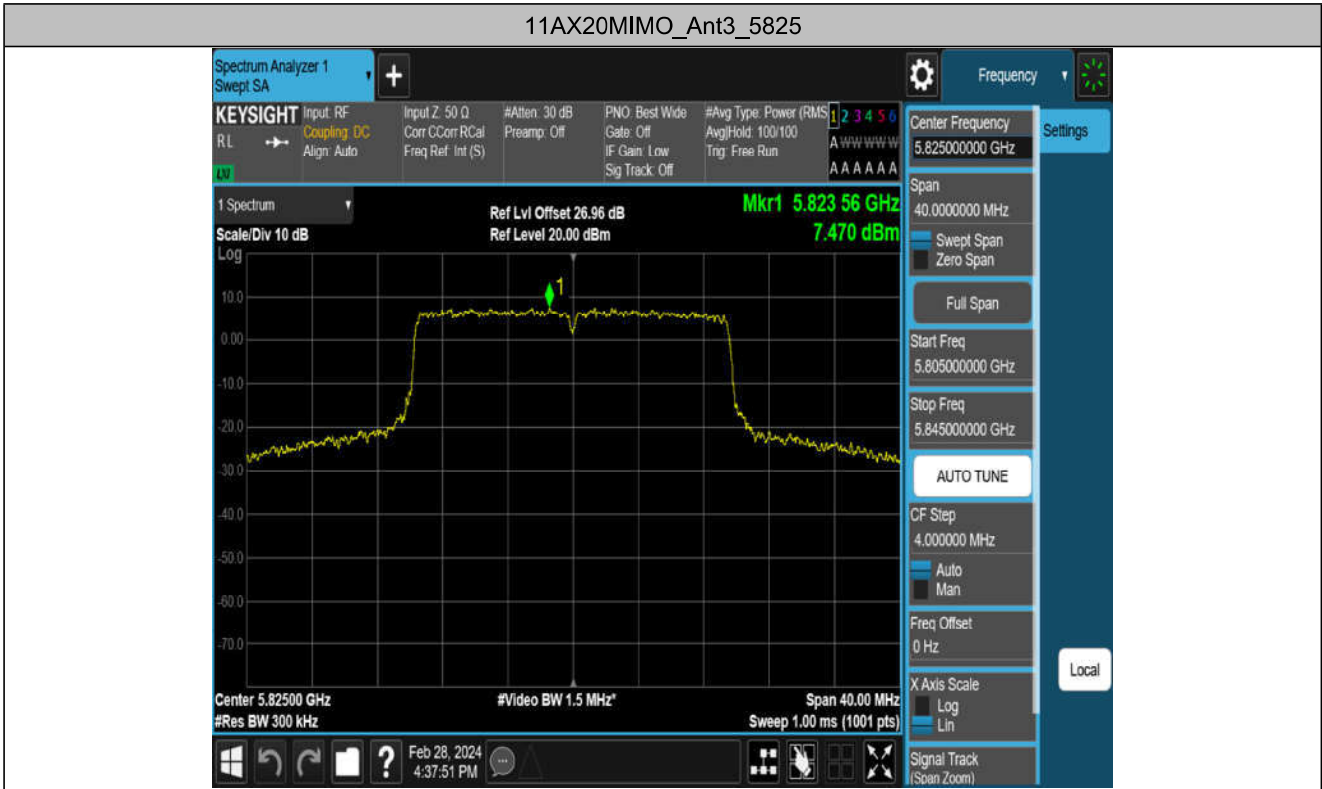 11AX20MIMO_Ant3_5825
Spectrum Analyzer 1
Swept SA
+
Frequency
KEYSIGHT
RL
LXI
Input: RF
Coupling: DC
Align: Auto
Input Z: 50 Ω
Corr CCorr RCal
Freq Ref: Int (S)
#Atten: 30 dB
Preamp: Off
PNO: Best Wide
Gate: Off
IF Gain: Low
Sig Track: Off
#Avg Type: Power (RMS
Avg|Hold: 100/100
Trig: Free Run
1 2 3 4 5 6
A W W W W W
A A A A A A
1 Spectrum
Scale/Div 10 dB
Log
Ref Lvl Offset 26.96 dB
Ref Level 20.00 dBm
Mkr1 5.823 56 GHz
7.470 dBm
1
10.0
0.00
-10.0
-20.0
-30.0
-40.0
-50.0
-60.0
-70.0
Center 5.82500 GHz
#Res BW 300 kHz
#Video BW 1.5 MHz*
Span 40.00 MHz
Sweep 1.00 ms (1001 pts)
Center Frequency
5.825000000 GHz
Settings
Span
40.0000000 MHz
Swept Span
Zero Span
Full Span
Start Freq
5.805000000 GHz
Stop Freq
5.845000000 GHz
AUTO TUNE
CF Step
4.000000 MHz
Auto
Man
Freq Offset
0 Hz
X Axis Scale
Log
Lin
Local
Signal Track
(Span Zoom)
?
Feb 28, 2024
4:37:51 PM